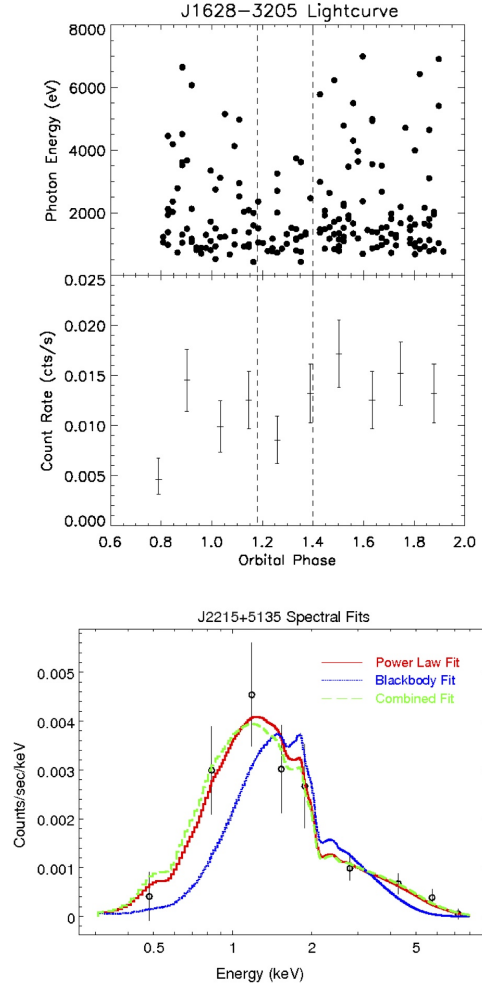 J1628−3205 Lightcurve
Photon Energy (eV)
8000
6000
4000
2000
Count Rate (cts/s)
0.025
0.020
0.015
0.010
0.005
0.000
0.6 0.8 1.0 1.2 1.4 1.6 1.8 2.0
Orbital Phase
J2215+5135 Spectral Fits
Power Law Fit
Blackbody Fit
Combined Fit
Counts/sec/keV
0.005
0.004
0.003
0.002
0.001
0
0.5 1 2 5
Energy (keV)